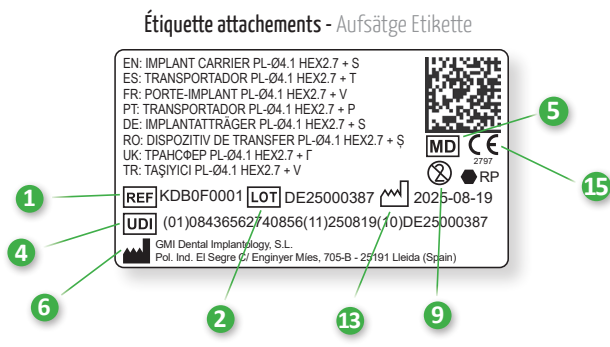 Étiquette attachements - Aufsätge Etikette
EN: IMPLANT CARRIER PL-Ø4.1 HEX2.7 + S
ES: TRANSPORTADOR PL-Ø4.1 HEX2.7 + T
FR: PORTE-IMPLANT PL-Ø4.1 HEX2.7 + V
PT: TRANSPORTADOR PL-Ø4.1 HEX2.7 + P
DE: IMPLANTATTRÄGER PL-Ø4.1 HEX2.7 + S
RO: DISPOZITIV DE TRANSFER PL-Ø4.1 HEX2.7 + Ș
UK: ТРАНСФЕР PL-Ø4.1 HEX2.7 + Г
TR: TAŞIYICI PL-Ø4.1 HEX2.7 + V
MD CE
2797
2 RP
REF KDB0F0001 LOT DE25000387 2025-08-19
UDI (01)08436562740856(11)250819(10)DE25000387
GMI Dental Implantology, S.L.
Pol. Ind. El Segre C/ Enginyer Míes, 705-B - 25191 Lleida (Spain)
1
4
6
2
13
9
5
15